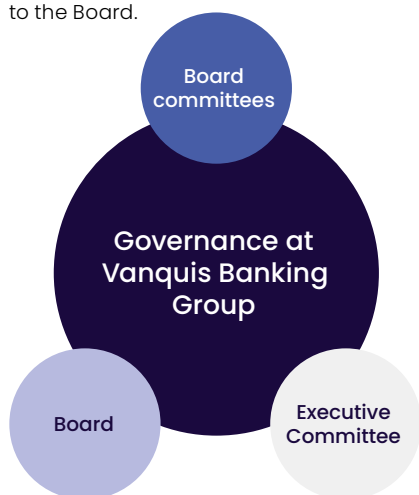 to the Board.
Board
committees
Governance at
Vanquis Banking
Group
Board
Executive
Committee